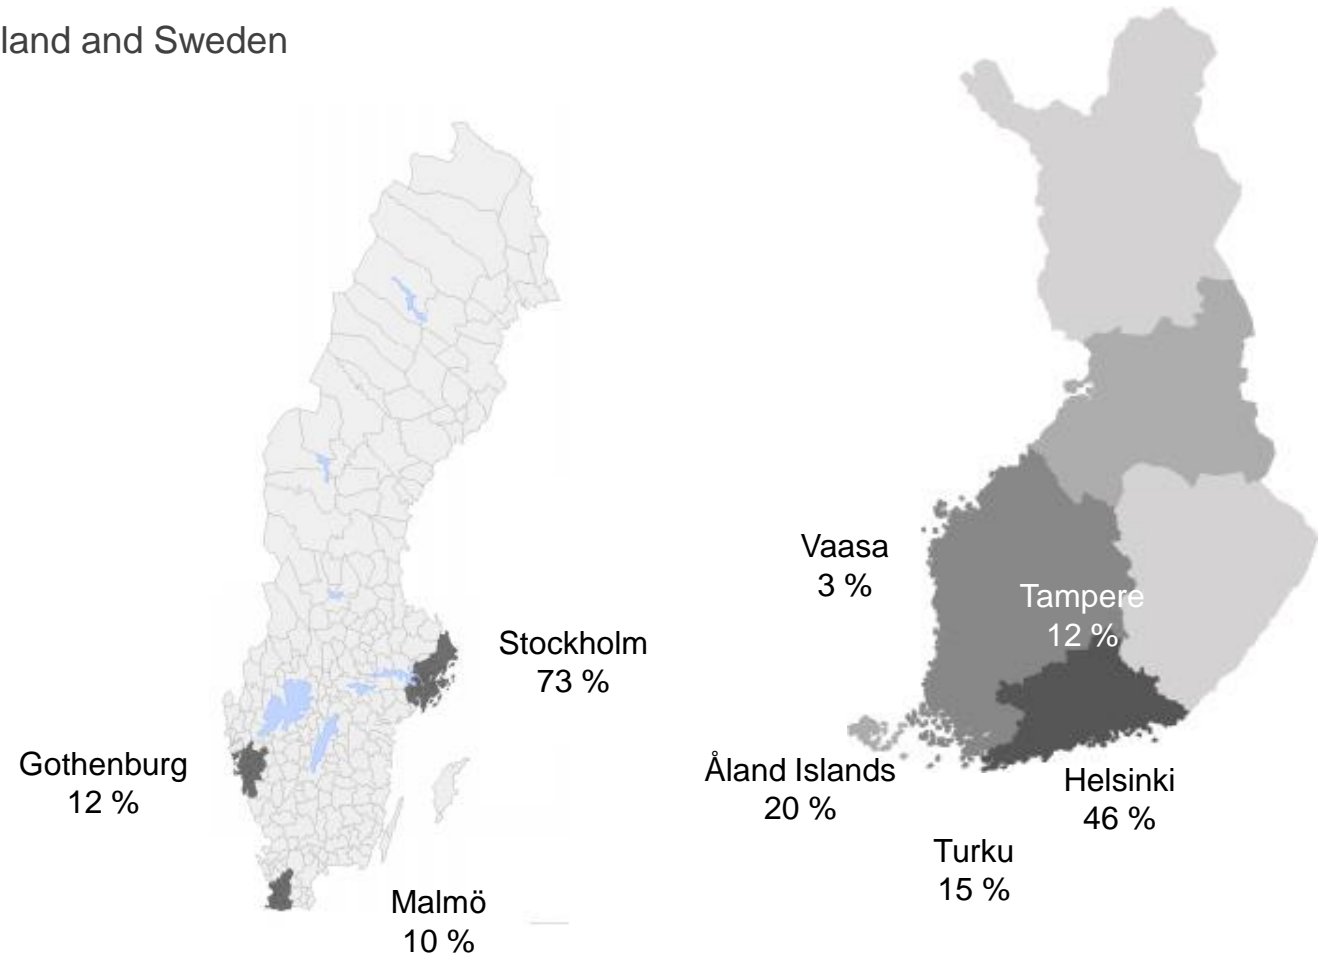 land and Sweden
Vaasa
3 %
Tampere
12 %
Stockholm
73 %
Gothenburg
12 %
Åland Islands
20 %
Helsinki
46 %
Turku
15 %
Malmö
10 %